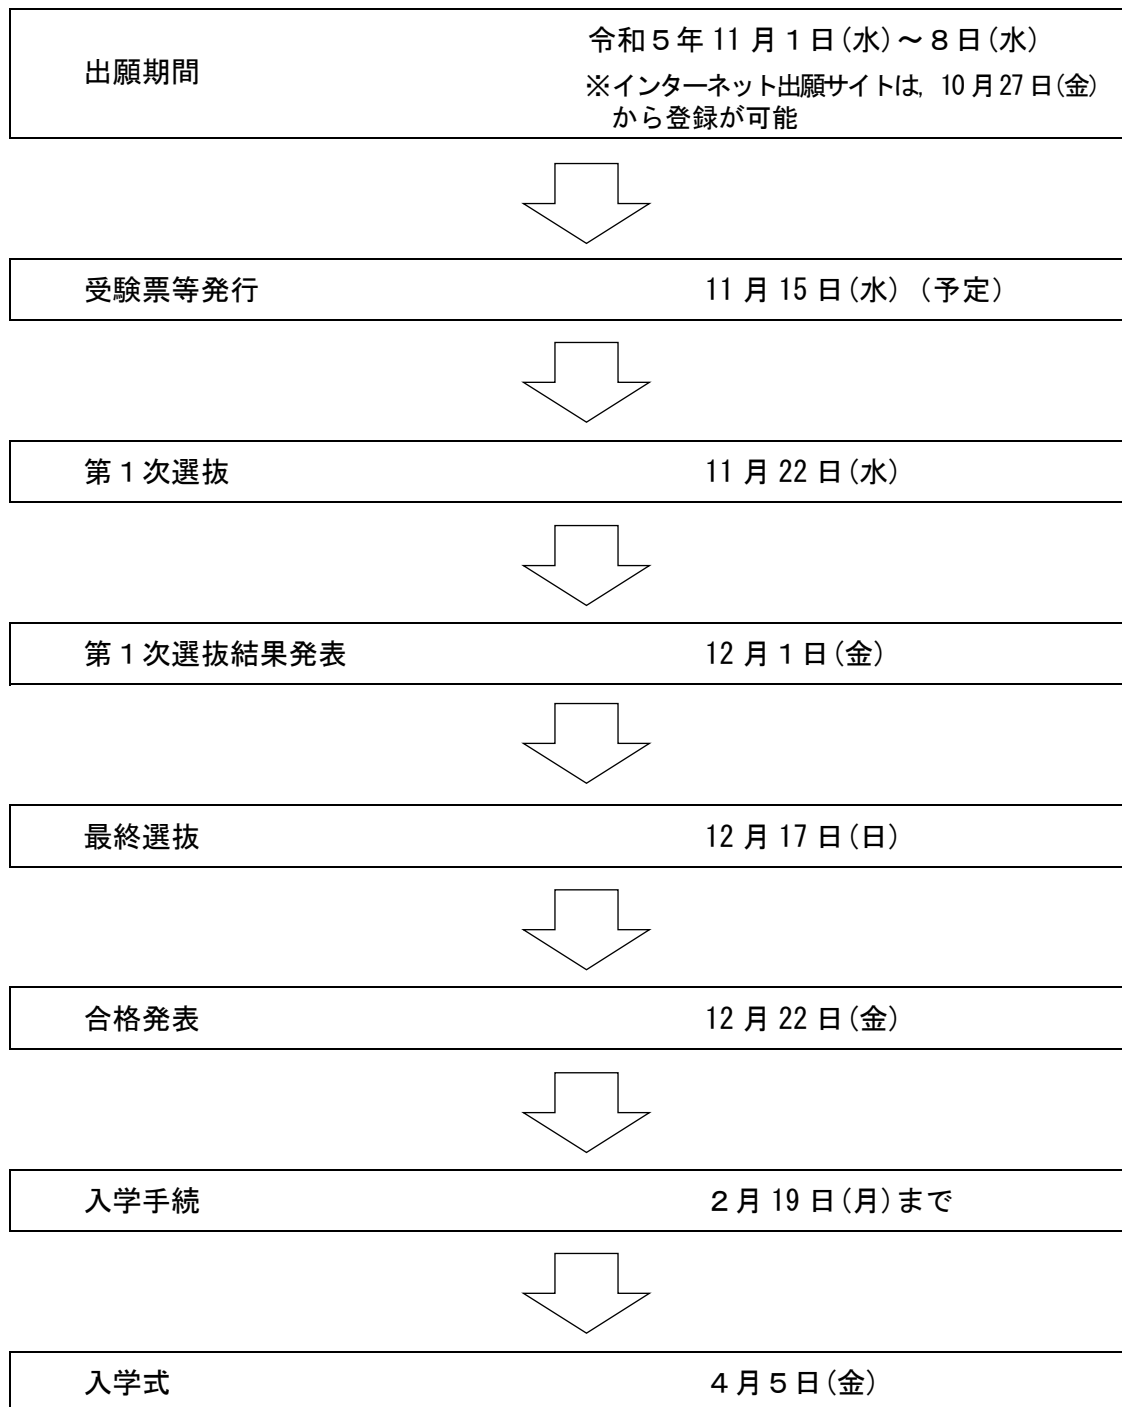 出願期間
令和５年 11 月１日(水)～８日(水)
※インターネット出願サイトは，10 月 27 日(金)
から登録が可能
受験票等発行 11 月 15 日(水)（予定）
第１次選抜 11 月 22 日(水)
第１次選抜結果発表 12 月１日(金)
最終選抜 12 月 17 日(日)
合格発表 12 月 22 日(金)
入学手続 ２月 19 日(月)まで
入学式 ４月５日(金)